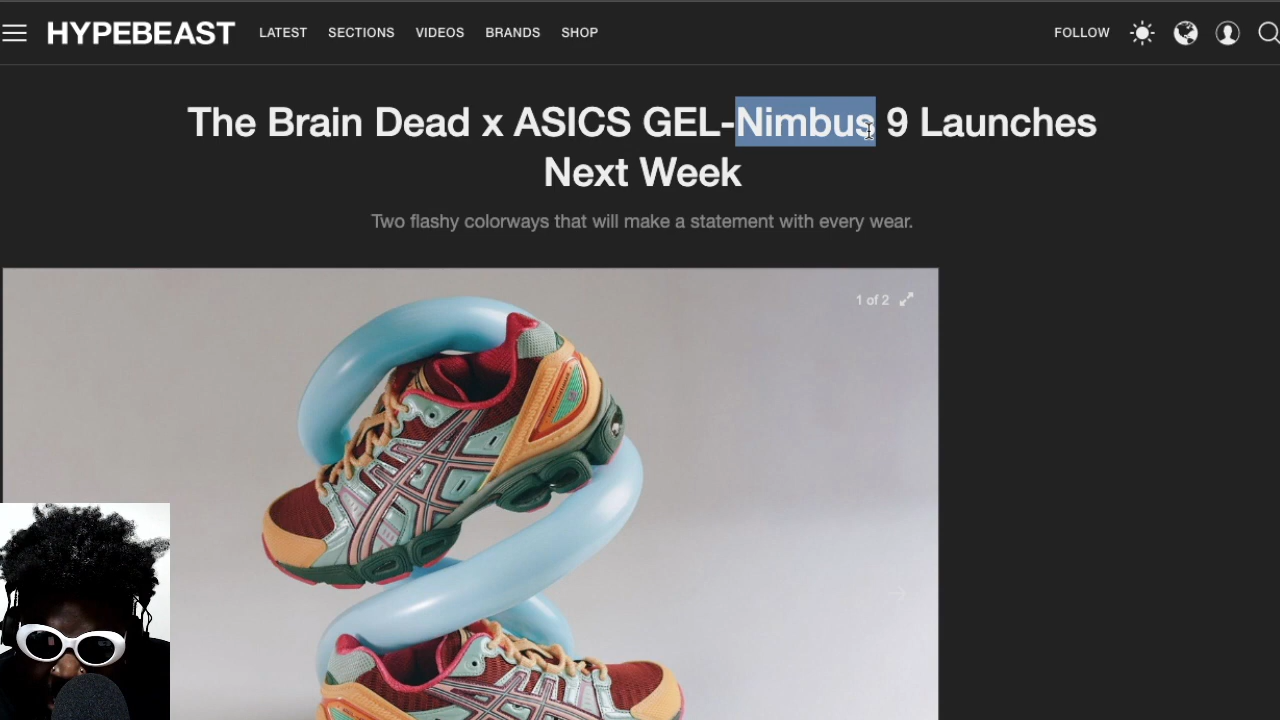 HYPEBEAST LATEST SECTIONS VIDEOS BRANDS SHOP FOLLOW
The Brain Dead x ASICS GEL-Nimbus 9 Launches
Next Week
Two flashy colorways that will make a statement with every wear.
1 of 2